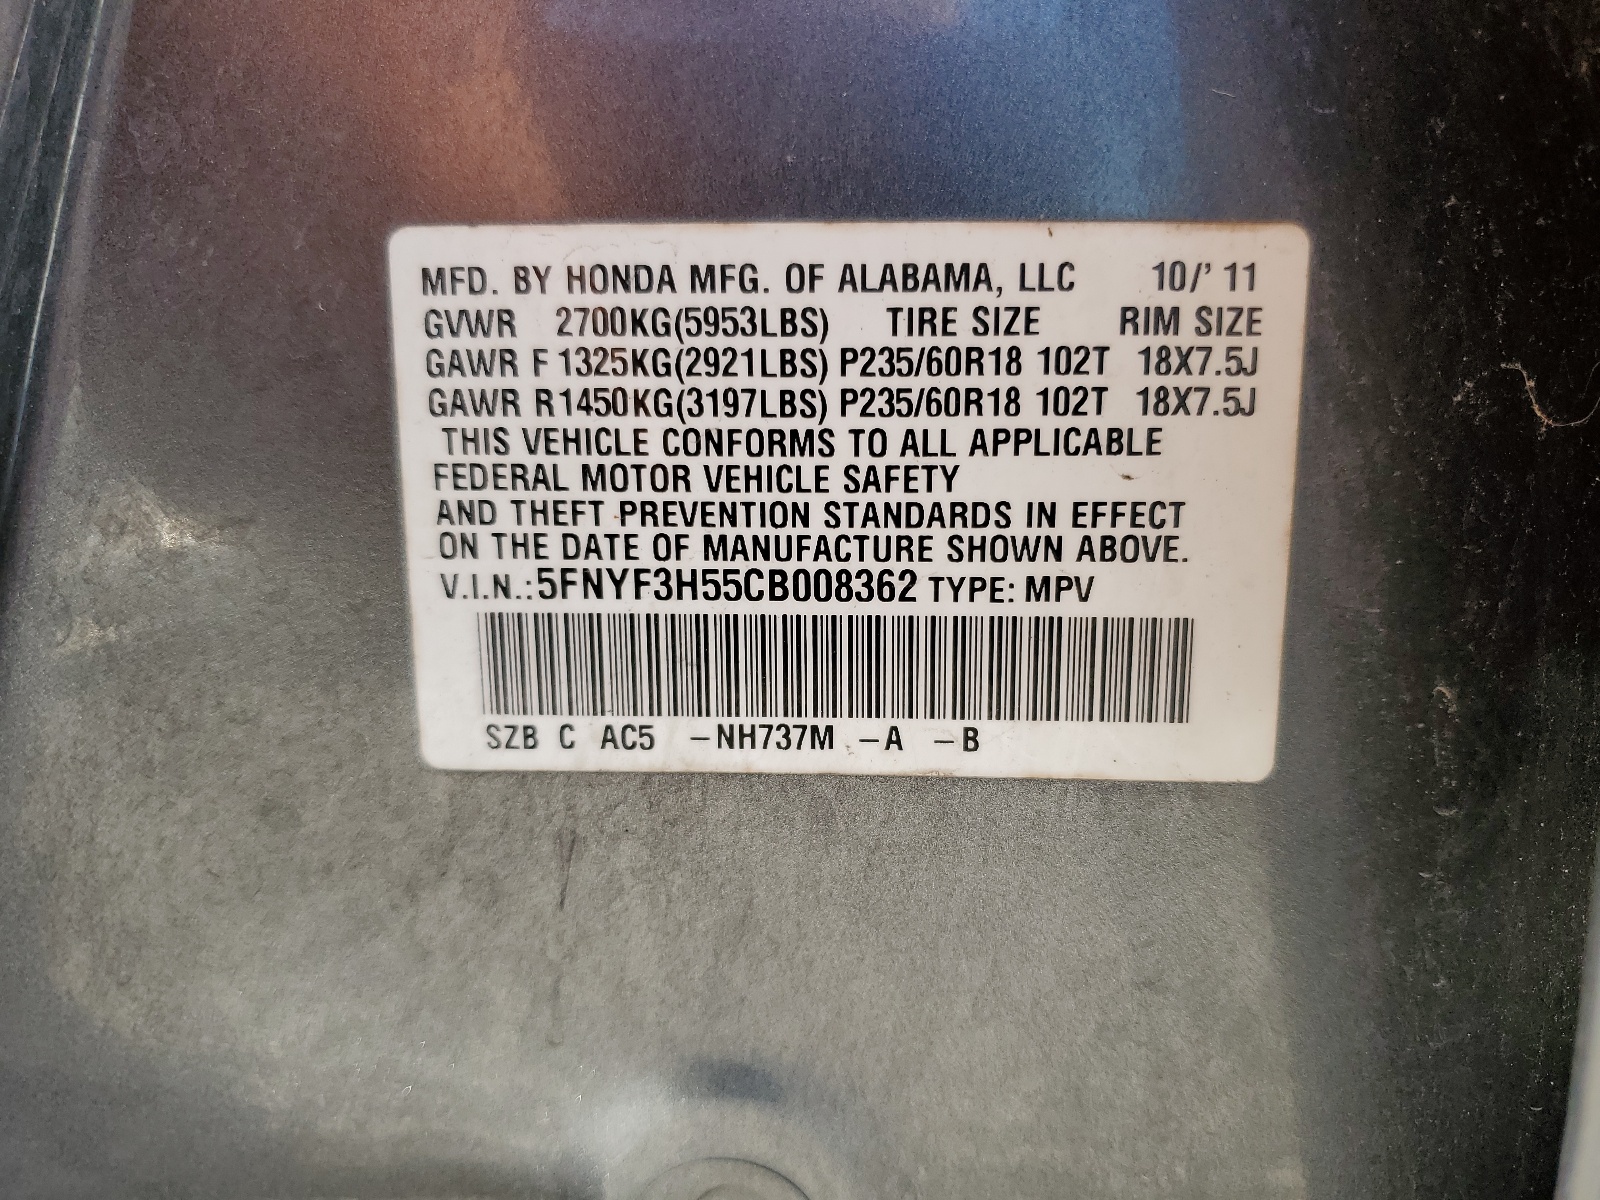 MFD. BY HONDA MFG. OF ALABAMA, LLC 10/' 11
GVWR 2700KG(5953LBS) TIRE SIZE RIM SIZE
GAWR F 1325KG(2921LBS) P235/60R18 102T 18X7.5J
GAWR R1450KG(3197LBS) P235/60R18 102T 18X7.5J
THIS VEHICLE CONFORMS TO ALL APPLICABLE
FEDERAL MOTOR VEHICLE SAFETY
AND THEFT PREVENTION STANDARDS IN EFFECT
ON THE DATE OF MANUFACTURE SHOWN ABOVE.
V.I.N.:5FNYF3H55CB008362 TYPE: MPV
SZB C AC5 -NH737M -A -B